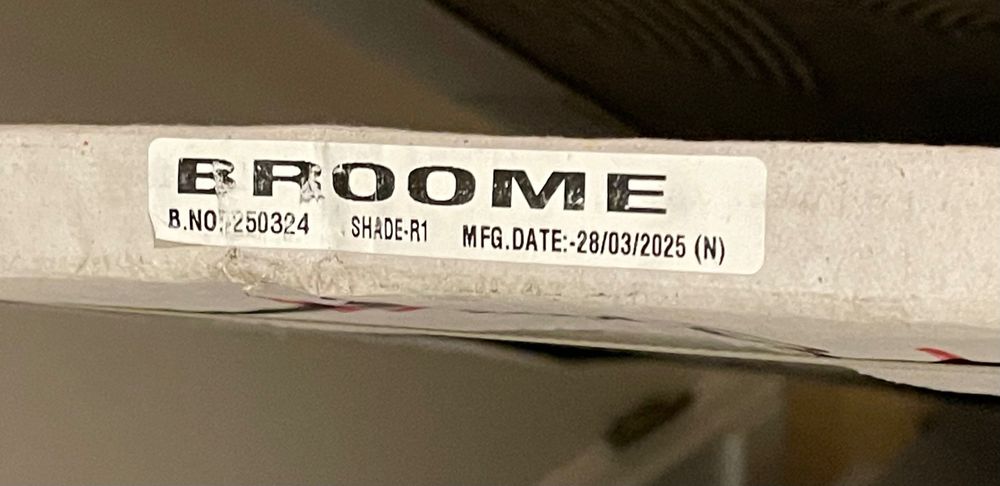 BROOME
B.NO:-250324 SHADE-R1 MFG.DATE:-28/03/2025 (N)